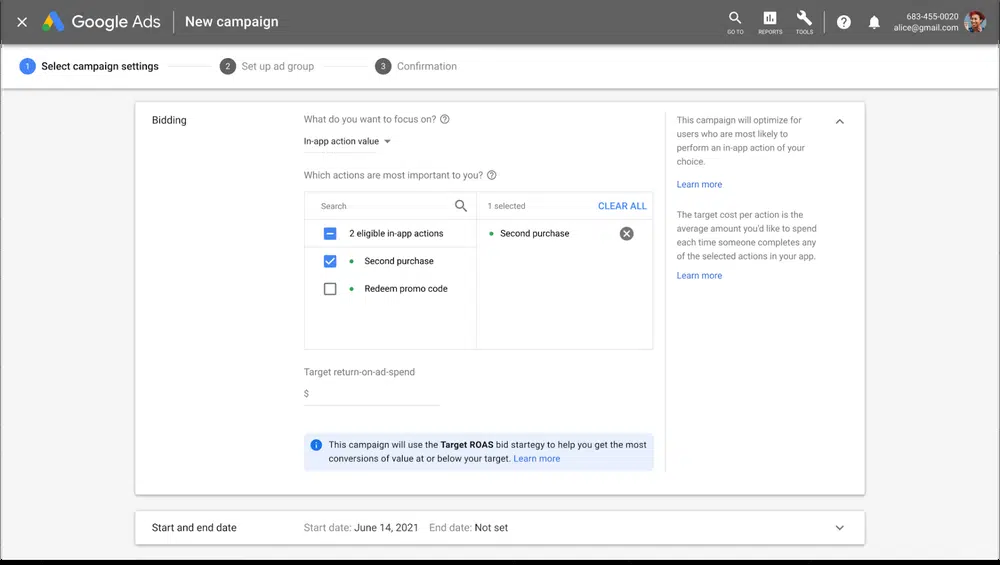 Google Ads New campaign
GO TO
REPORTS
TOOLS
683-455-0020
alice@gmail.com
1 Select campaign settings 2 Set up ad group 3 Confirmation
Bidding
What do you want to focus on?
In-app action value
Which actions are most important to you?
Search
1 selected CLEAR ALL
2 eligible in-app actions
Second purchase
Second purchase
Redeem promo code
Target return-on-ad-spend
$
This campaign will use the Target ROAS bid startegy to help you get the most
conversions of value at or below your target. Learn more
This campaign will optimize for
users who are most likely to
perform an in-app action of your
choice.
Learn more
The target cost per action is the
average amount you'd like to spend
each time someone completes any
of the selected actions in your app.
Learn more
Start and end date Start date: June 14, 2021 End date: Not set